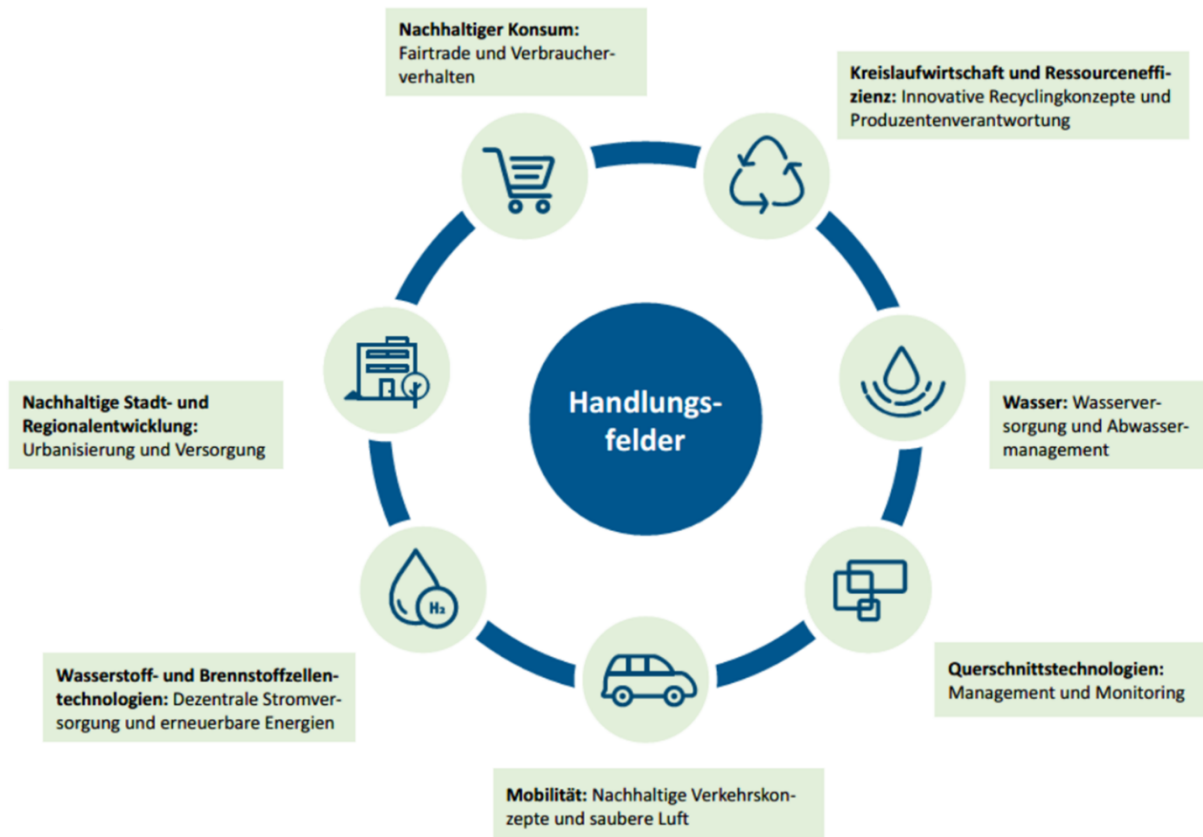 Nachhaltiger Konsum:
Fairtrade und Verbraucher-
verhalten
Kreislaufwirtschaft und Ressourceneffi-
zienz: Innovative Recyclingkonzepte und
Produzentenverantwortung
Handlungs-
felder
Nachhaltige Stadt- und
Regionalentwicklung:
Urbanisierung und Versorgung
Wasser: Wasserver-
sorgung und Abwasser-
management
H₂
Wasserstoff- und Brennstoffzellen-
technologien: Dezentrale Stromver-
sorgung und erneuerbare Energien
Querschnittstechnologien:
Management und Monitoring
Mobilität: Nachhaltige Verkehrskon-
zepte und saubere Luft